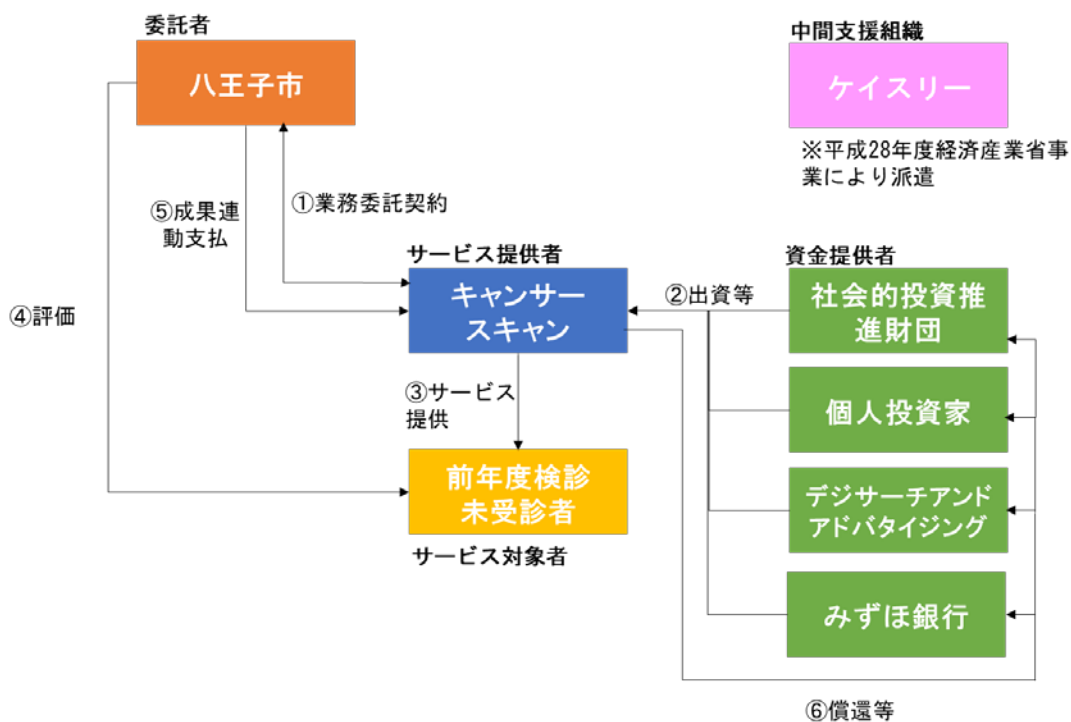 委託者
八王子市
中間支援組織
ケイスリー
※平成28年度経済産業省事
業により派遣
①業務委託契約
⑤成果連
動支払
サービス提供者
キャンサー
スキャン
②出資等
資金提供者
社会的投資推
進財団
④評価
③サービス
提供
個人投資家
前年度検診
未受診者
サービス対象者
デジサーチアンド
アドバタイジング
みずほ銀行
⑥償還等